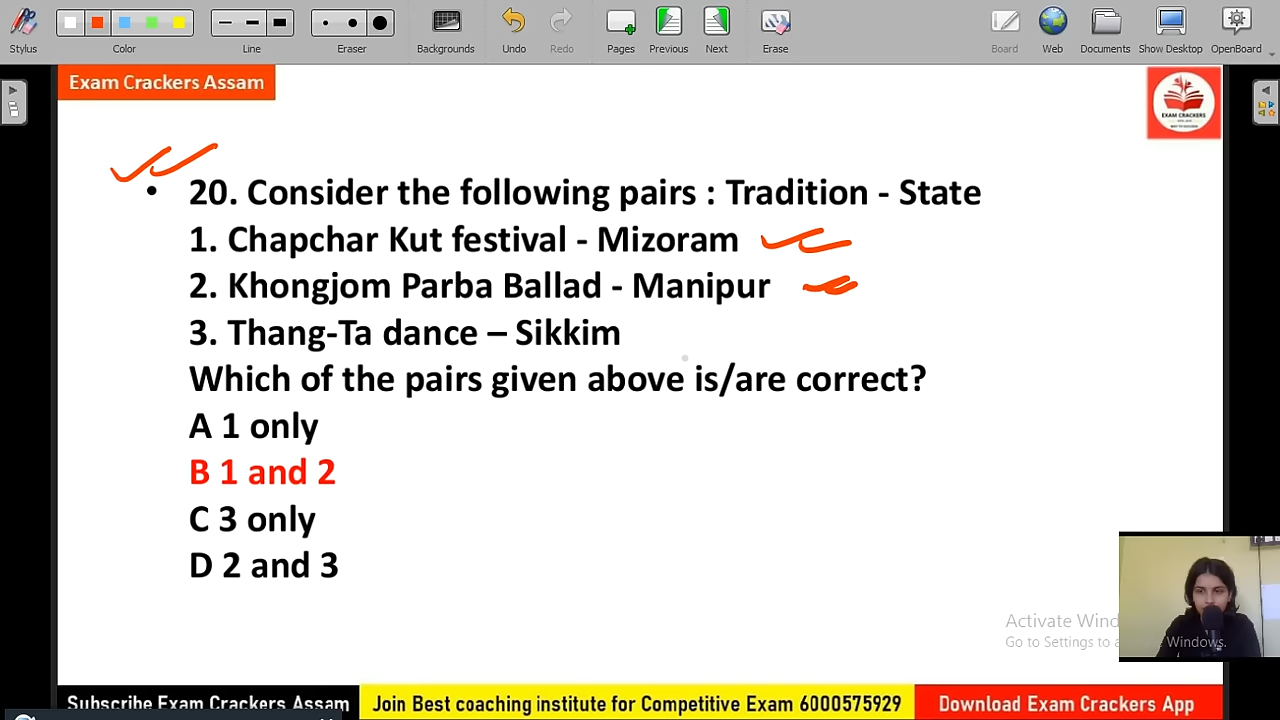 Stylus
Color
Line
Eraser
Backgrounds
Undo
Redo
Pages
Previous
Next
Erase
Board
Web
Documents
Show Desktop
OpenBoard
Exam Crackers Assam
EXAM CRACKERS
• 20. Consider the following pairs : Tradition - State
1. Chapchar Kut festival - Mizoram
2. Khongjom Parba Ballad - Manipur
3. Thang-Ta dance – Sikkim
Which of the pairs given above is/are correct?
A 1 only
B 1 and 2
C 3 only
D 2 and 3
Activate Wind
Go to Settings to a Windows.
Subscribe Exam Crackers Assam
Join Best coaching institute for Competitive Exam 6000575929
Download Exam Crackers App